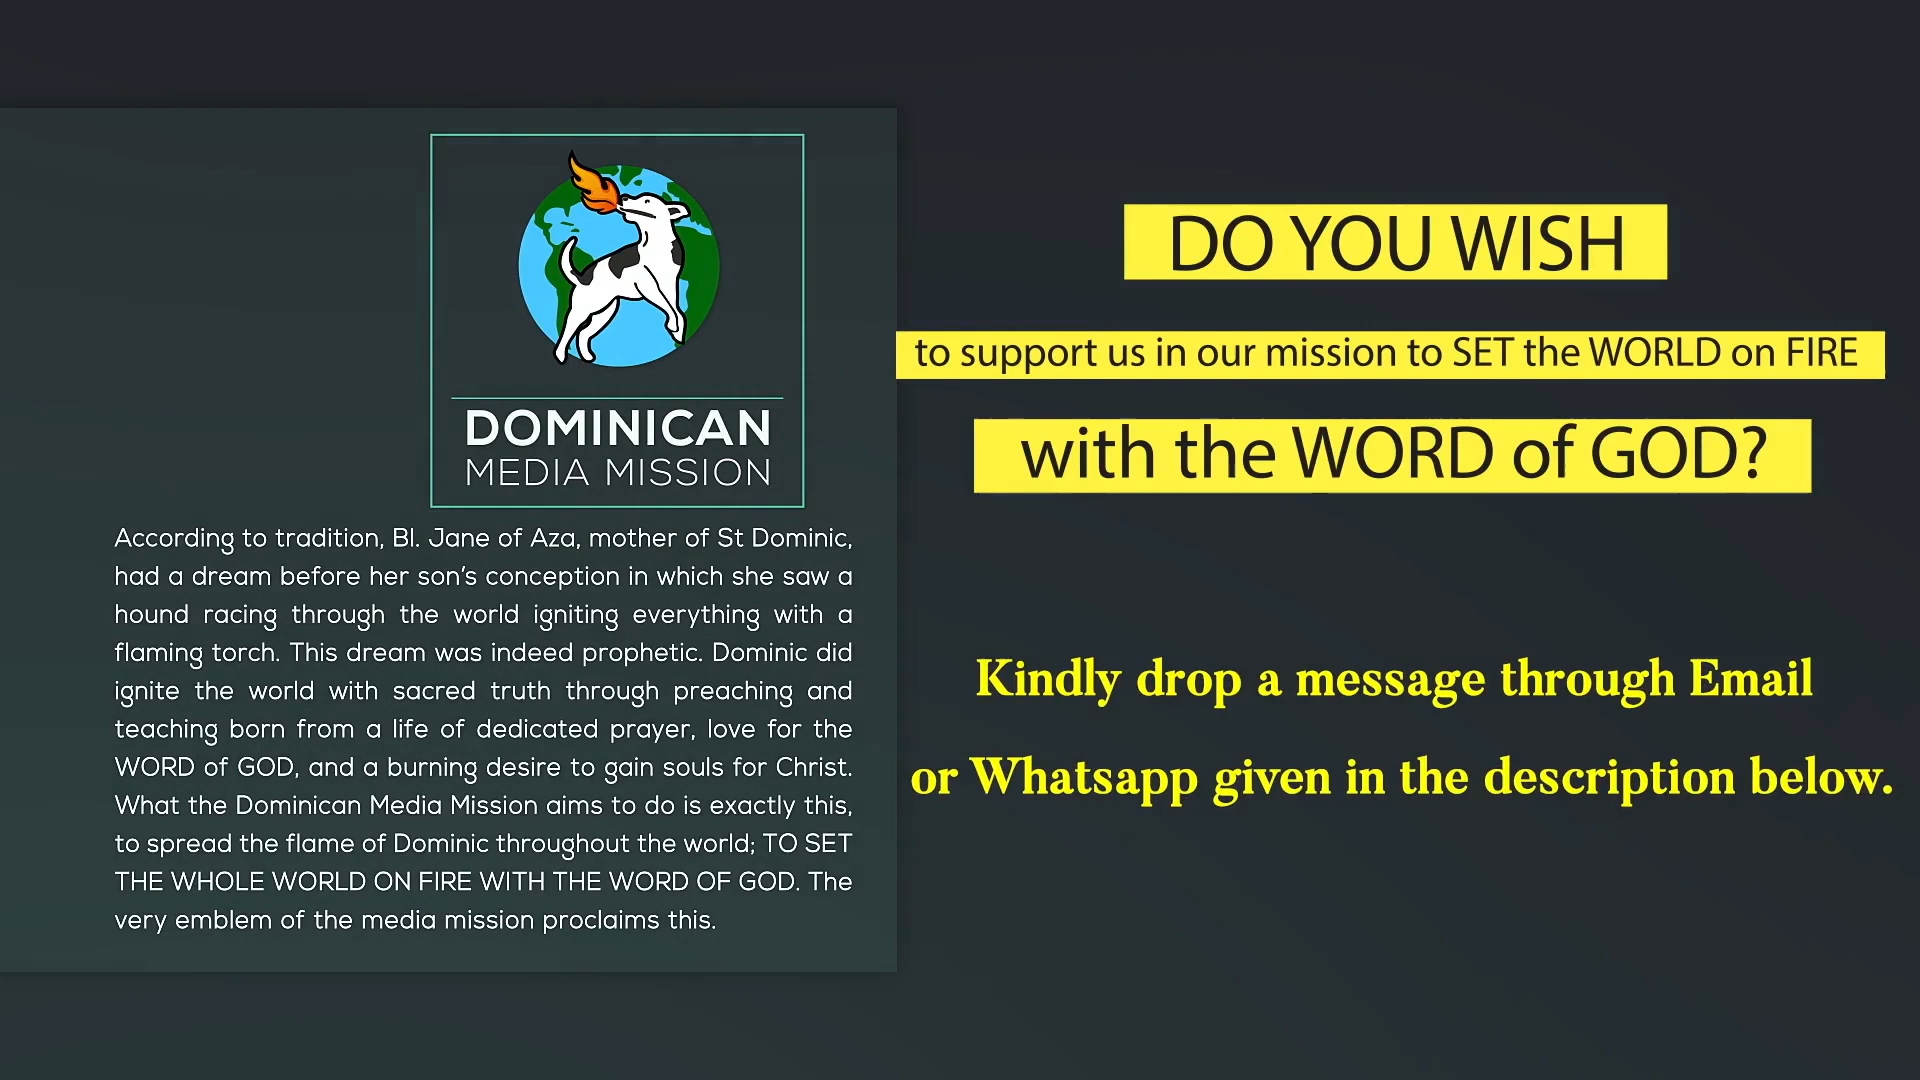 DOMINICAN
MEDIA MISSION
According to tradition, Bl. Jane of Aza, mother of St Dominic,
had a dream before her son's conception in which she saw a
hound racing through the world igniting everything with a
flaming torch. This dream was indeed prophetic. Dominic did
ignite the world with sacred truth through preaching and
teaching born from a life of dedicated prayer, love for the
WORD of GOD, and a burning desire to gain souls for Christ.
What the Dominican Media Mission aims to do is exactly this,
to spread the flame of Dominic throughout the world; TO SET
THE WHOLE WORLD ON FIRE WITH THE WORD OF GOD. The
very emblem of the media mission proclaims this.
DO YOU WISH
to support us in our mission to SET the WORLD on FIRE
with the WORD of GOD?
Kindly drop a message through Email
or Whatsapp given in the description below.